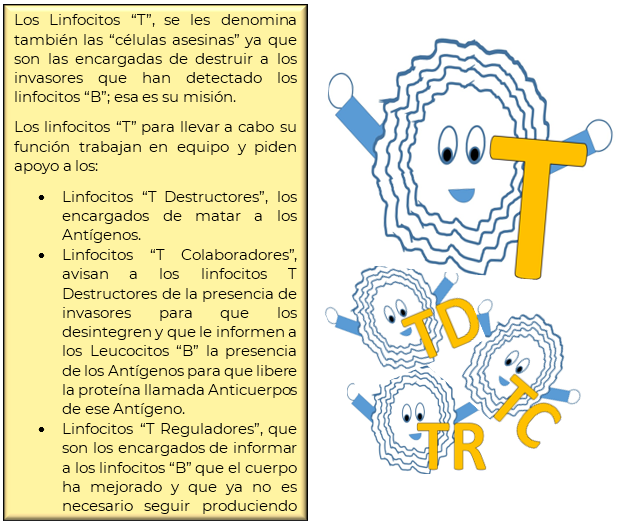 Los Linfocitos “T”, se les denomina
también las “células asesinas” ya que
son las encargadas de destruir a los
invasores que han detectado los
linfocitos “B”; esa es su misión.
Los linfocitos “T” para llevar a cabo su
función trabajan en equipo y piden
apoyo a los:
• Linfocitos “T Destructores”, los
encargados de matar a los
Antígenos.
• Linfocitos “T Colaboradores”,
avisan a los linfocitos T
Destructores de la presencia de
invasores para que los
desintegren y que le informen a
los Leucocitos “B” la presencia
de los Antígenos para que libere
la proteína llamada Anticuerpos
de ese Antígeno.
• Linfocitos “T Reguladores”, que
son los encargados de informar
a los linfocitos “B” que el cuerpo
ha mejorado y que ya no es
necesario seguir produciendo
T
TD
TC
TR